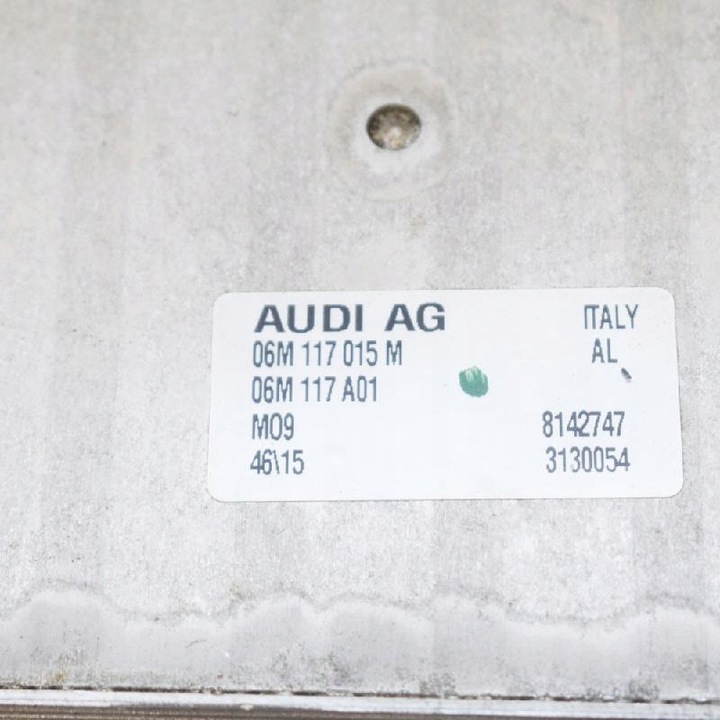 AUDI AG ITALY
06M 117 015 M AL
06M 117 A01
M09 8142747
46\15 3130054